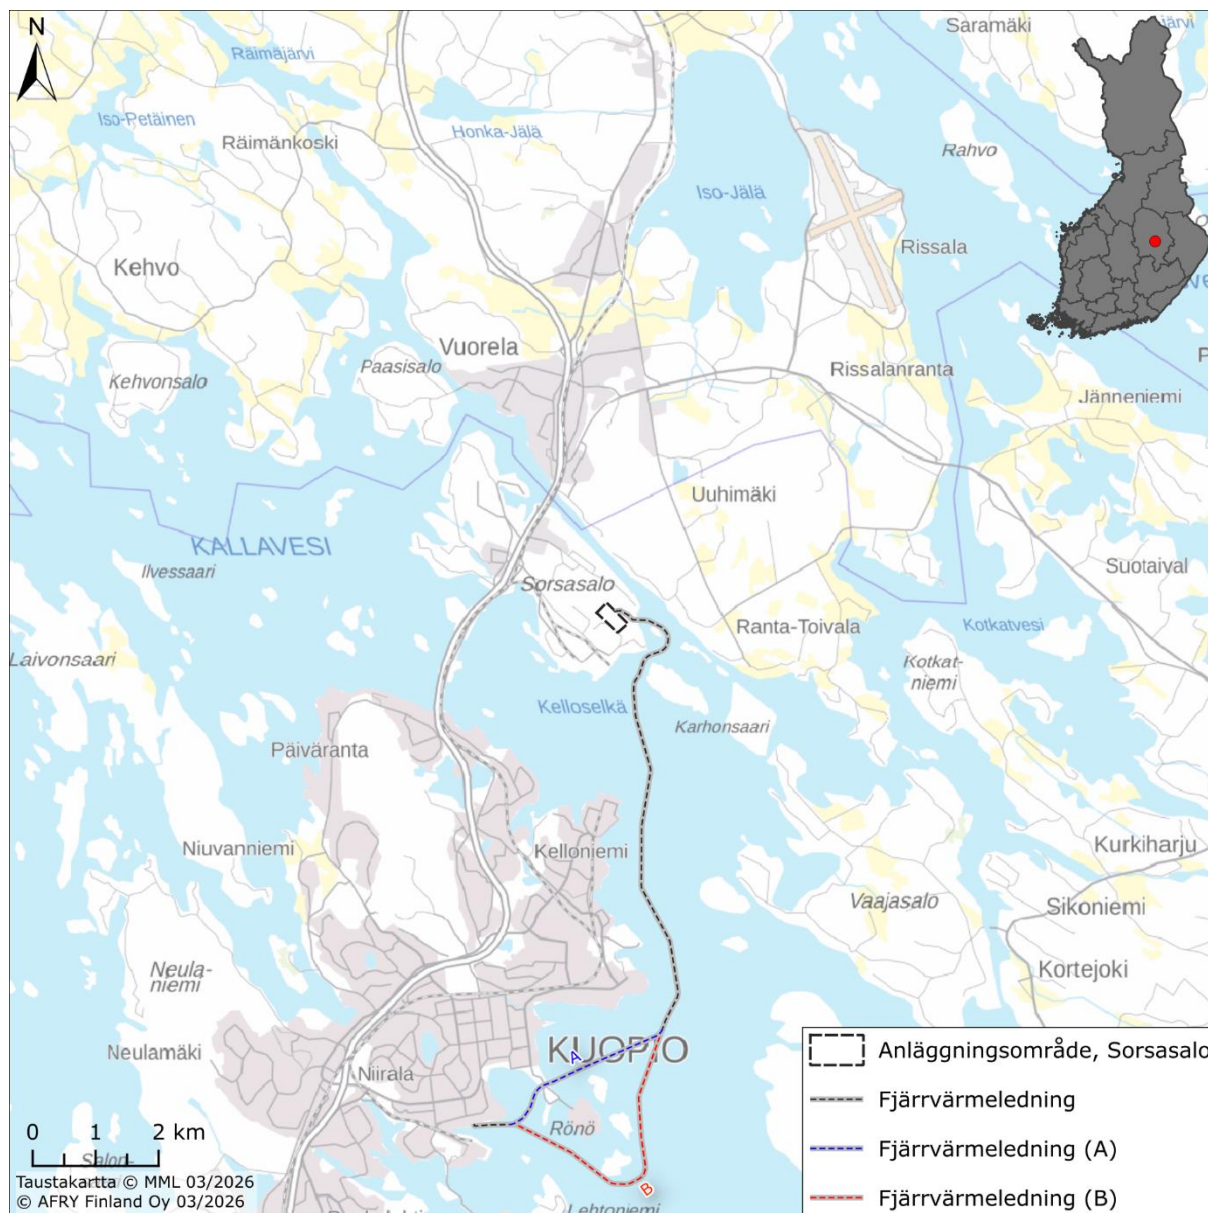 N
Saramäki
Räimäjärvi
Iso-Petäinen
Räimänkoski
Honka-Jälä
Rahvo
Iso-Jälä
Rissala
Kehvo
Vuorela
Paasisalo
Kehvonsalo
Rissalanranta
Jänneniemi
Uuhimäki
KALLAVESI
Ilvessaari
Sorsasalo
Suotaival
Ranta-Toivala
Kotkatvesi
Laivonsaari
Kotkat-
niemi
Kelloselkä
Karhonsaari
Päiväranta
Niuvanniemi
Kelloniemi
Kurkiharju
Vaajasalo
Sikoniemi
Neula-
niemi
Kortejoki
KUOPIO
A
Neulamäki
Niirala
Rönö
B
Lehtoniemi
0 1 2 km
Taustakartta © MML 03/2026
© AFRY Finland Oy 03/2026
Anläggningsområde, Sorsasalo
Fjärrvärmeledning
Fjärrvärmeledning (A)
Fjärrvärmeledning (B)